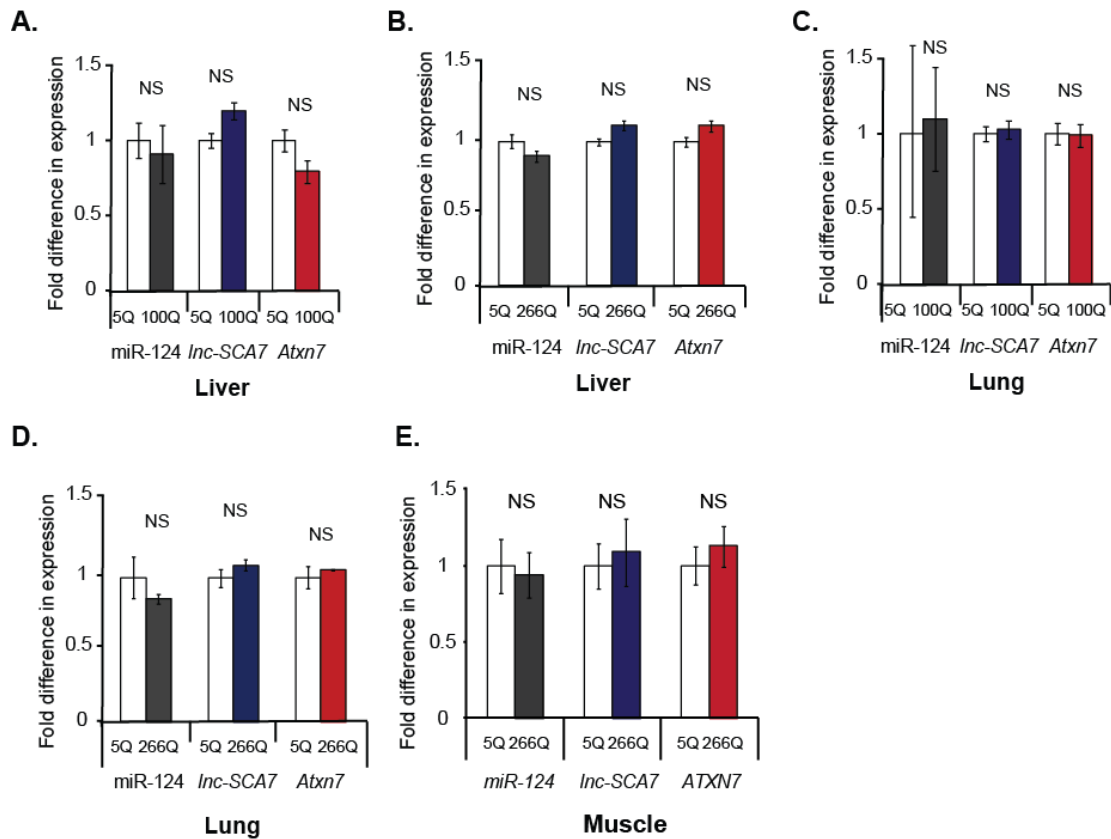 A.
Fold difference in expression
1.5
1
0.5
0
NS
NS
NS
5Q 100Q 5Q 100Q 5Q 100Q
miR-124 lnc-SCA7 Atxn7
Liver
B.
Fold difference in expression
1.5
1
0.5
0
NS
NS
NS
5Q 266Q 5Q 266Q 5Q 266Q
miR-124 lnc-SCA7 Atxn7
Liver
C.
Fold difference in expression
1.5
1
0.5
0
NS
NS
NS
5Q 100Q 5Q 100Q 5Q 100Q
miR-124 lnc-SCA7 Atxn7
Lung
D.
Fold difference in expression
1.5
1
0.5
0
NS
NS
NS
5Q 266Q 5Q 266Q 5Q 266Q
miR-124 lnc-SCA7 Atxn7
Lung
E.
Fold difference in expression
1.5
1
0.5
0
NS
NS
NS
5Q 266Q 5Q 266Q 5Q 266Q
miR-124 lnc-SCA7 ATXN7
Muscle